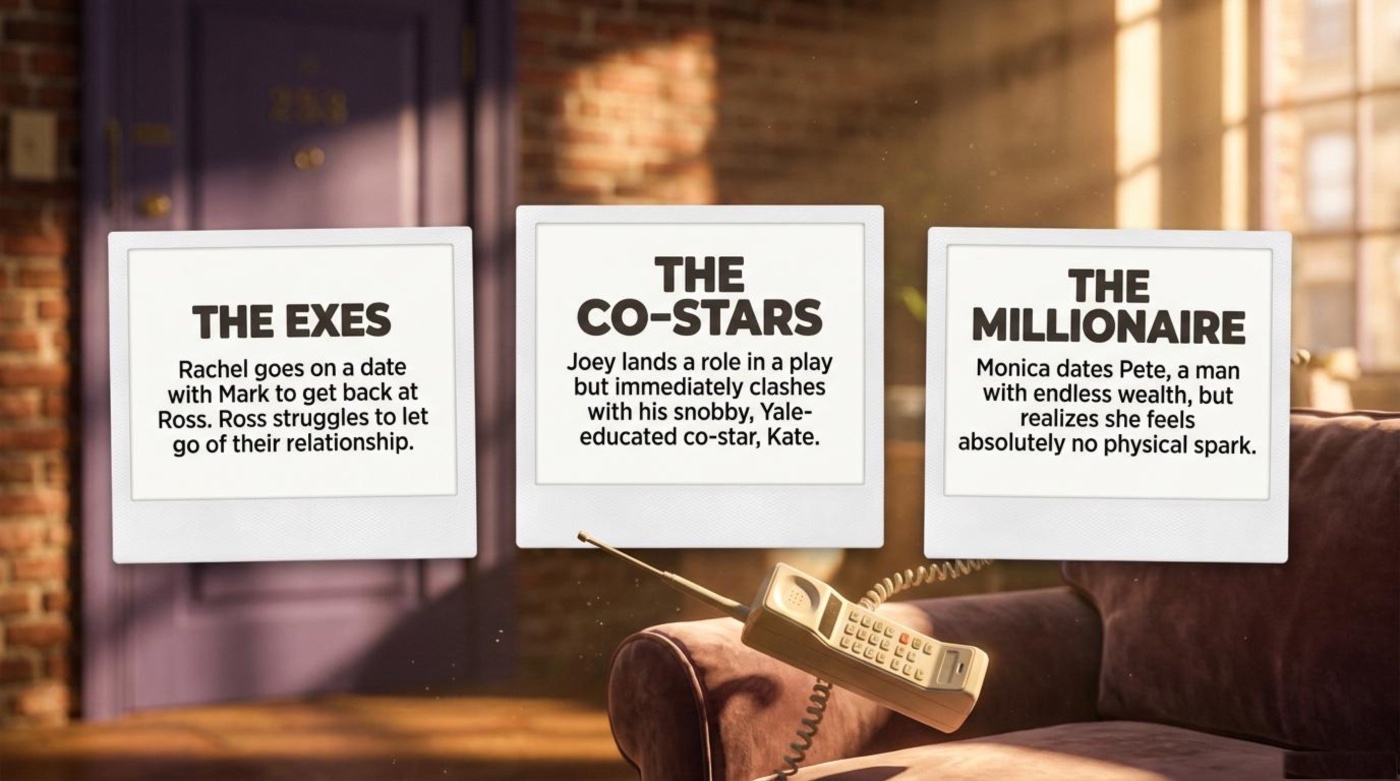 THE EXES
Rachel goes on a date
with Mark to get back at
Ross. Ross struggles to let
go of their relationship.
THE
CO-STARS
Joey lands a role in a play
but immediately clashes
with his snobby, Yale-
educated co-star, Kate.
THE
MILLIONAIRE
Monica dates Pete, a man
with endless wealth, but
realizes she feels
absolutely no physical spark.